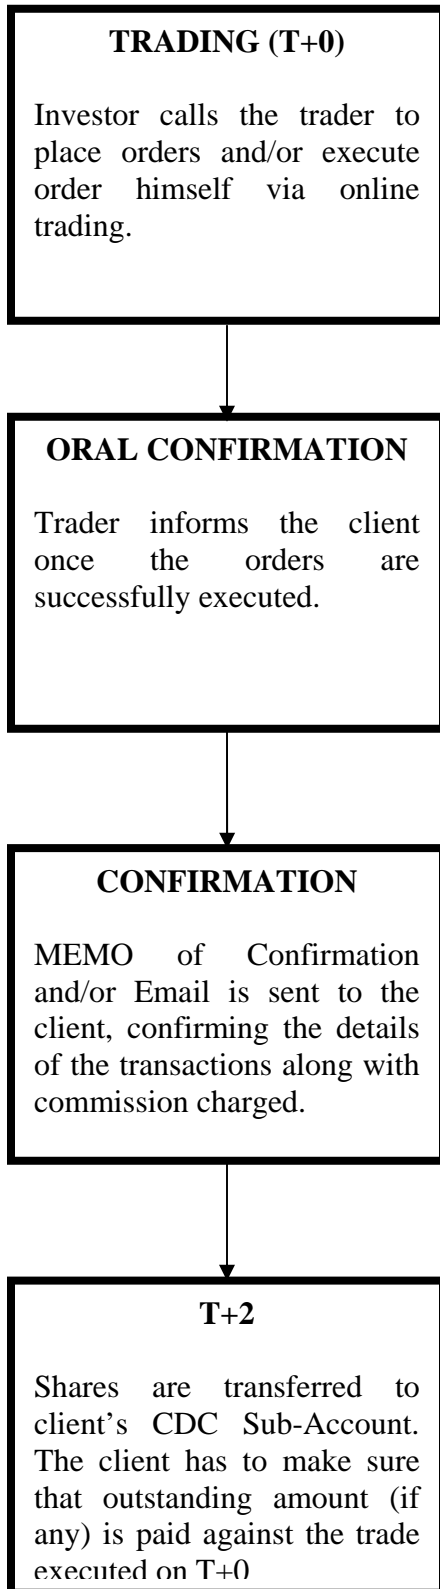 TRADING (T+0)
Investor calls the trader to
place orders and/or execute
order himself via online
trading.
ORAL CONFIRMATION
Trader informs the client
once the orders are
successfully executed.
CONFIRMATION
MEMO of Confirmation
and/or Email is sent to the
client, confirming the details
of the transactions along with
commission charged.
T+2
Shares are transferred to
client's CDC Sub-Account.
The client has to make sure
that outstanding amount (if
any) is paid against the trade
executed on T+0